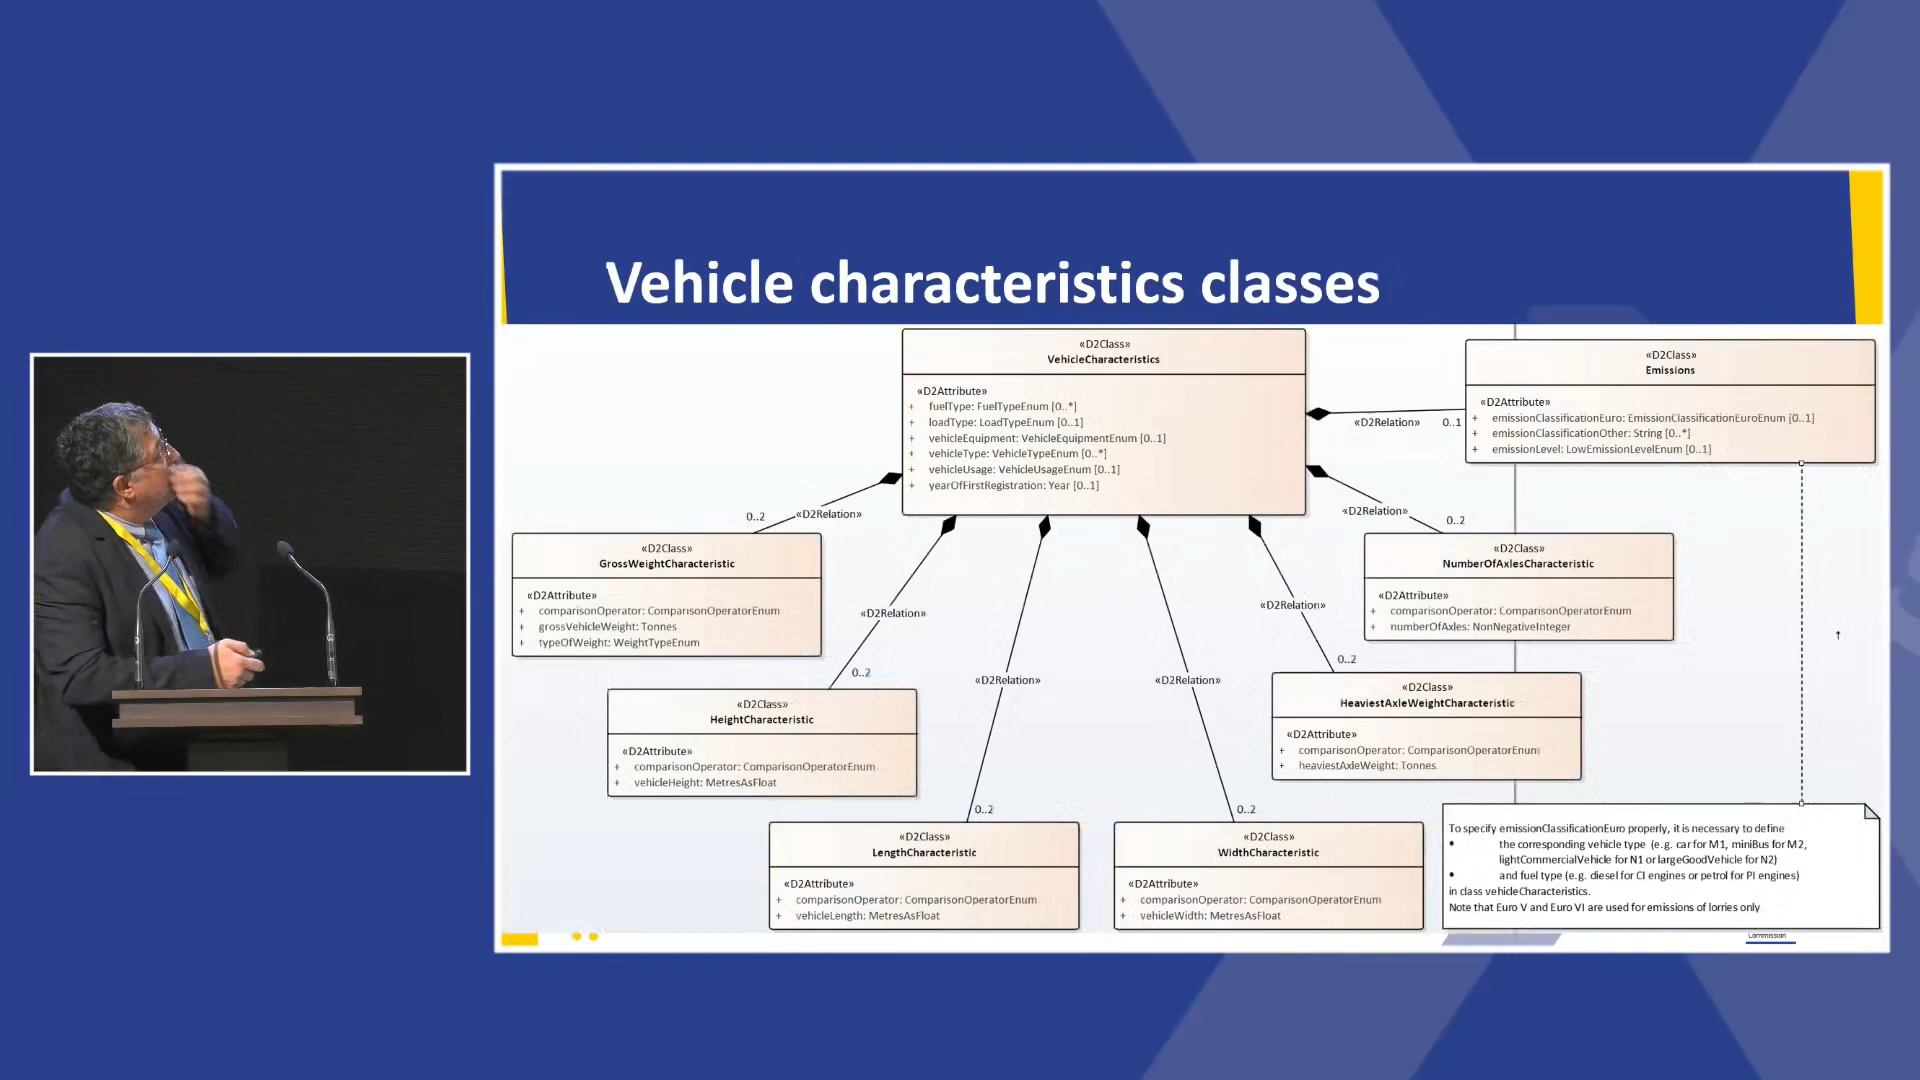 Vehicle characteristics classes
«D2Class»
VehicleCharacteristics
«D2Attribute»
+ fuelType: FuelTypeEnum [0..*]
+ loadType: LoadTypeEnum [0..1]
+ vehicleEquipment: VehicleEquipmentEnum [0..1]
+ vehicleType: VehicleTypeEnum [0..*]
+ vehicleUsage: VehicleUsageEnum [0..1]
+ yearOfFirstRegistration: Year [0..1]
«D2Class»
Emissions
«D2Attribute»
+ emissionClassificationEuro: EmissionClassificationEuroEnum [0..1]
+ emissionClassificationOther: String [0..*]
+ emissionLevel: LowEmissionLevelEnum [0..1]
«D2Relation» 0..1
0..2 «D2Relation»
«D2Relation»
0..2
«D2Class»
GrossWeightCharacteristic
«D2Attribute»
+ comparisonOperator: ComparisonOperatorEnum
+ grossVehicleWeight: Tonnes
+ typeOfWeight: WeightTypeEnum
«D2Class»
NumberOfAxlesCharacteristic
«D2Attribute»
+ comparisonOperator: ComparisonOperatorEnum
+ numberOfAxles: NonNegativeInteger
«D2Relation»
0..2
«D2Relation»
0..2
«D2Class»
HeightCharacteristic
«D2Attribute»
+ comparisonOperator: ComparisonOperatorEnum
+ vehicleHeight: MetresAsFloat
«D2Relation»
0..2
«D2Relation»
0..2
«D2Class»
HeaviestAxleWeightCharacteristic
«D2Attribute»
+ comparisonOperator: ComparisonOperatorEnum
+ heaviestAxleWeight: Tonnes
«D2Class»
LengthCharacteristic
«D2Attribute»
+ comparisonOperator: ComparisonOperatorEnum
+ vehicleLength: MetresAsFloat
«D2Class»
WidthCharacteristic
«D2Attribute»
+ comparisonOperator: ComparisonOperatorEnum
+ vehicleWidth: MetresAsFloat
To specify emissionClassificationEuro properly, it is necessary to define
• the corresponding vehicle type (e.g. car for M1, miniBus for M2,
lightCommercialVehicle for N1 or largeGoodVehicle for N2)
• and fuel type (e.g. diesel for CI engines or petrol for PI engines)
in class vehicleCharacteristics.
Note that Euro V and Euro VI are used for emissions of lorries only
Commission